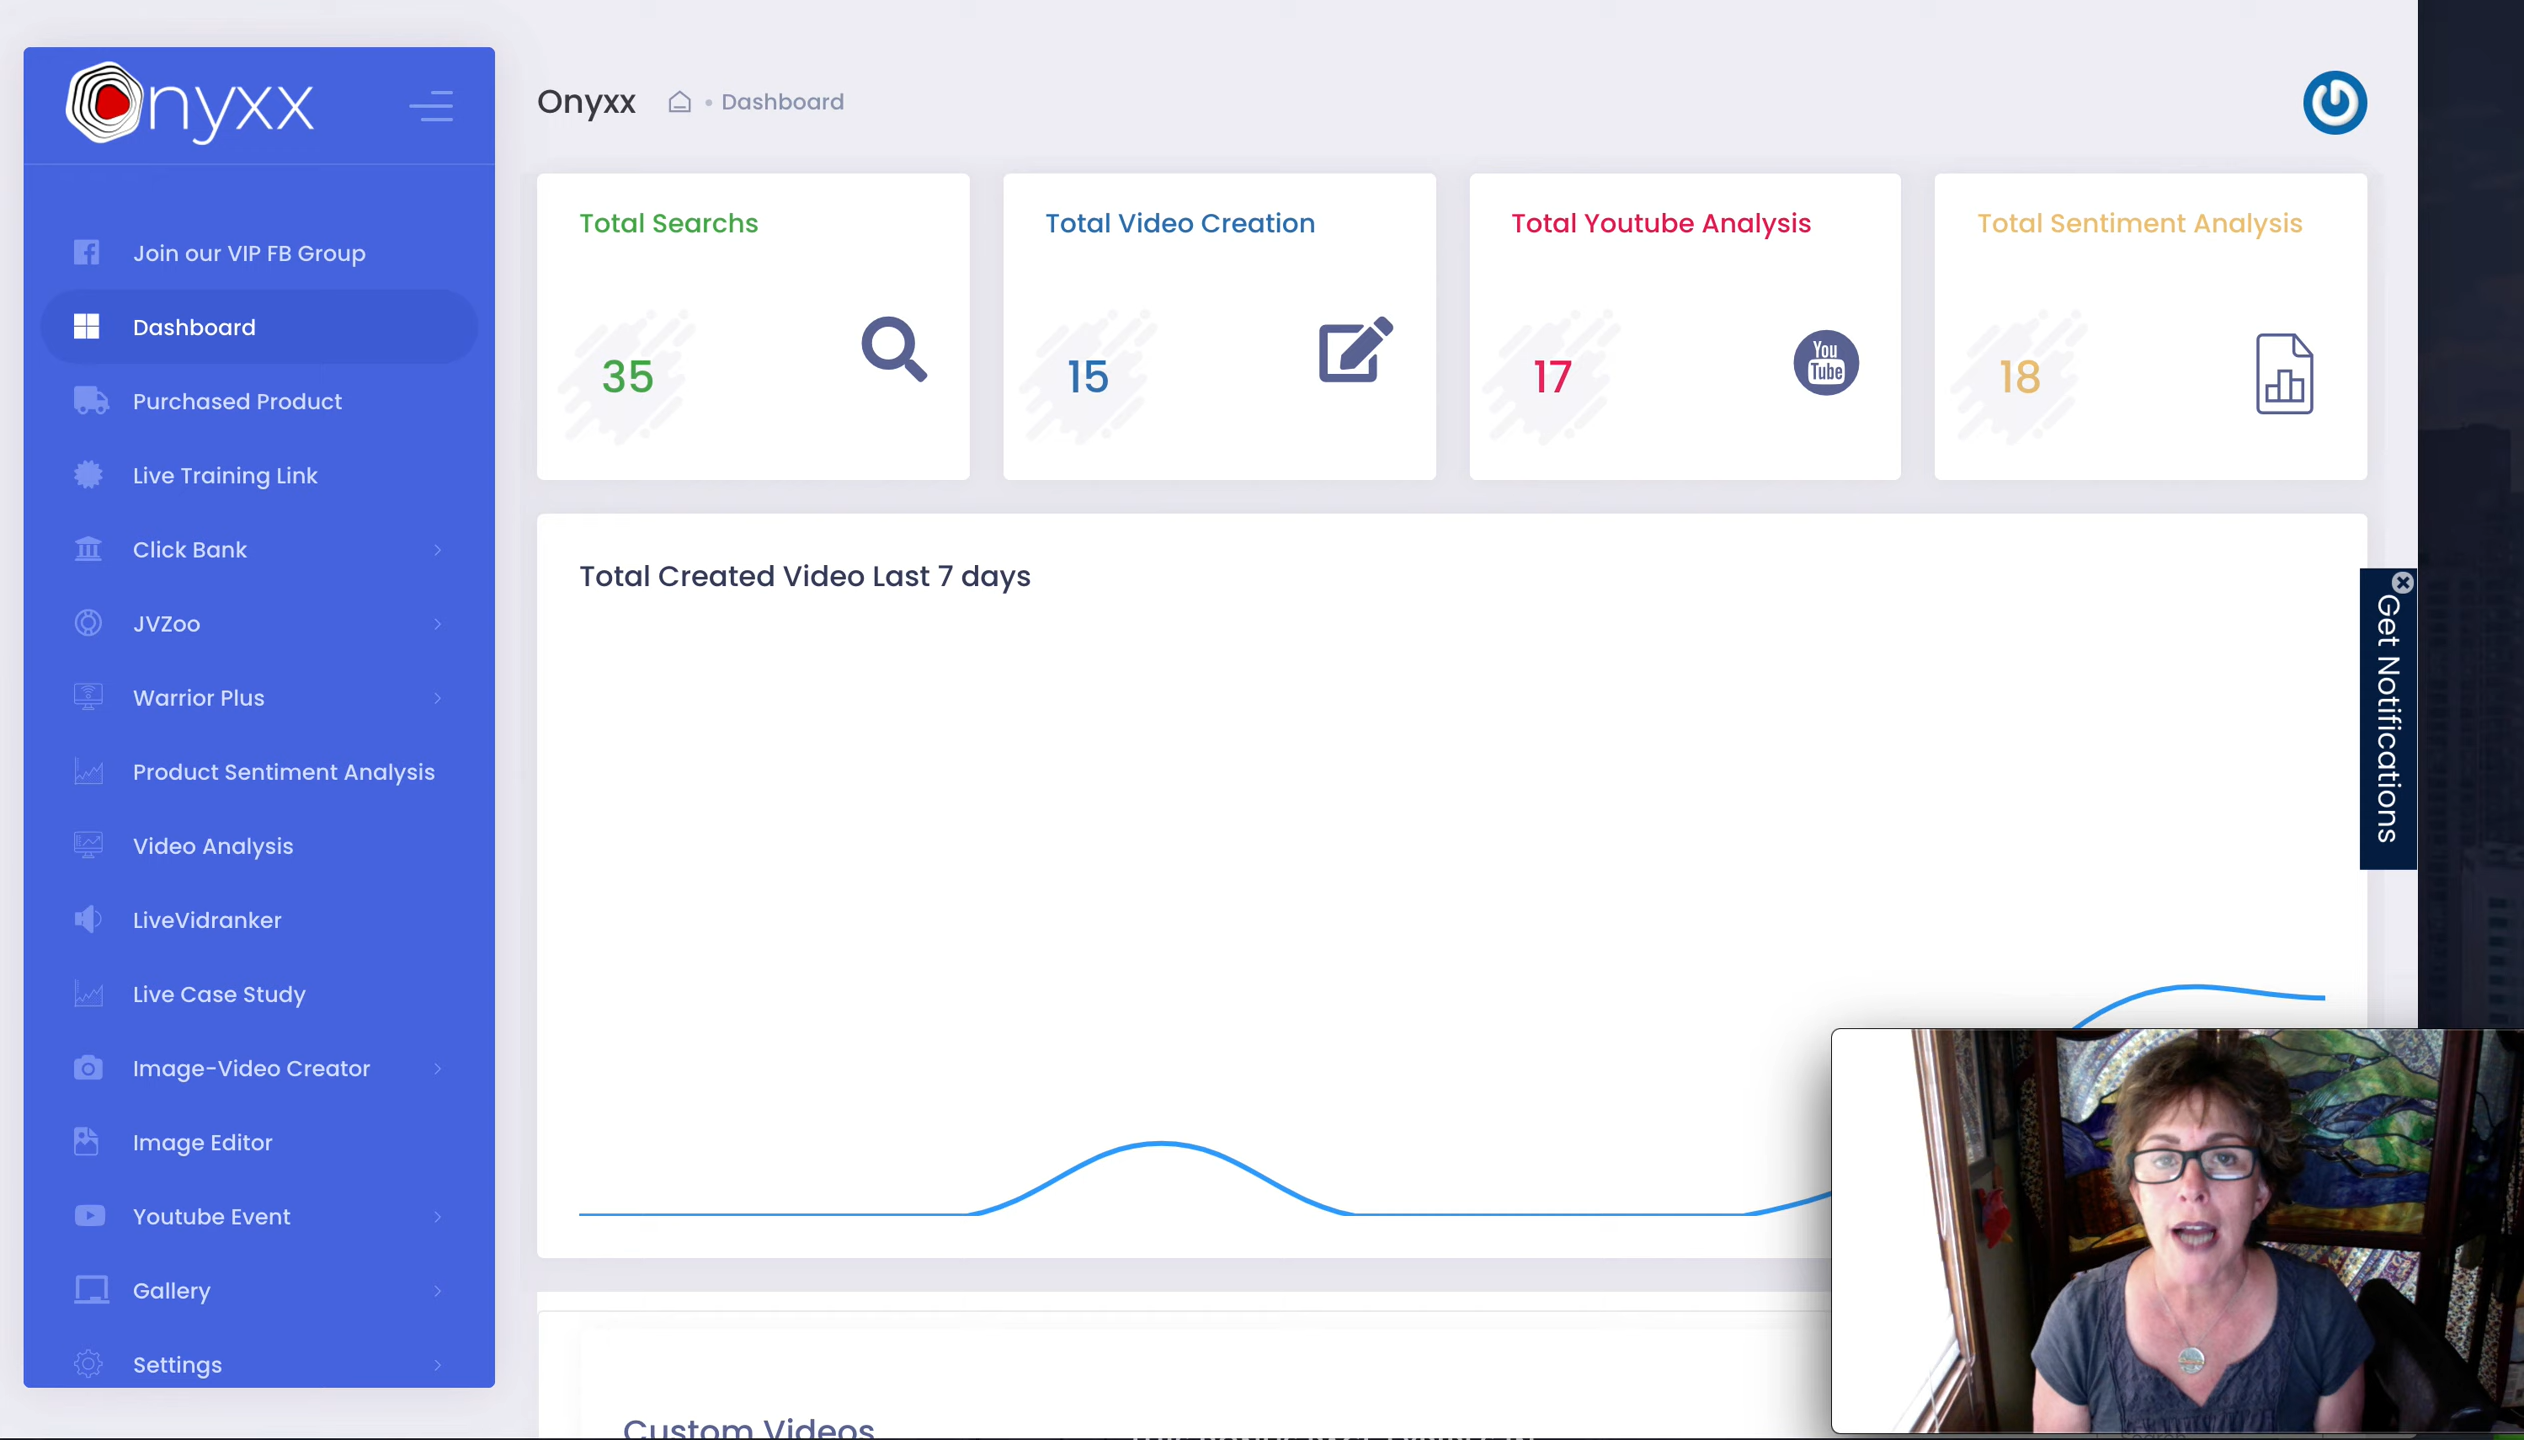 Onyxx
Join our VIP FB Group
Dashboard
Purchased Product
Live Training Link
Click Bank
JVZoo
Warrior Plus
Product Sentiment Analysis
Video Analysis
LiveVidranker
Live Case Study
Image-Video Creator
Image Editor
Youtube Event
Gallery
Settings
Onyxx • Dashboard
Total Searchs
35
Total Video Creation
15
Total Youtube Analysis
17
You
Tube
Total Sentiment Analysis
18
Total Created Video Last 7 days
Get Notifications
Custom Videos